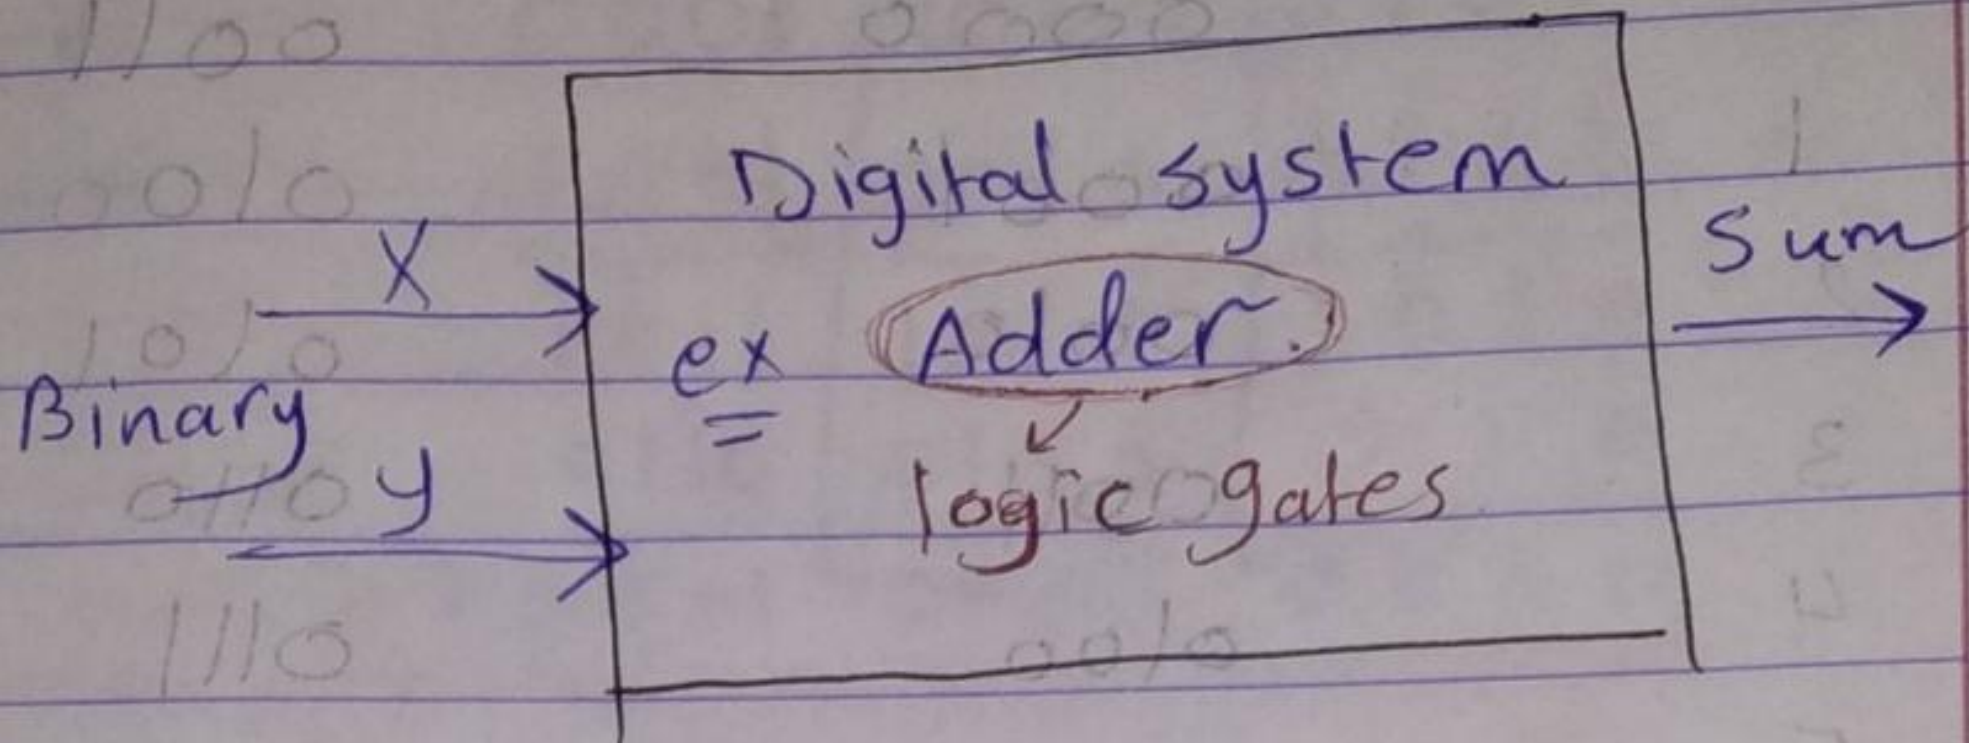 Digital system
X
Sum
ex Adder.
Binary
y
logic gates